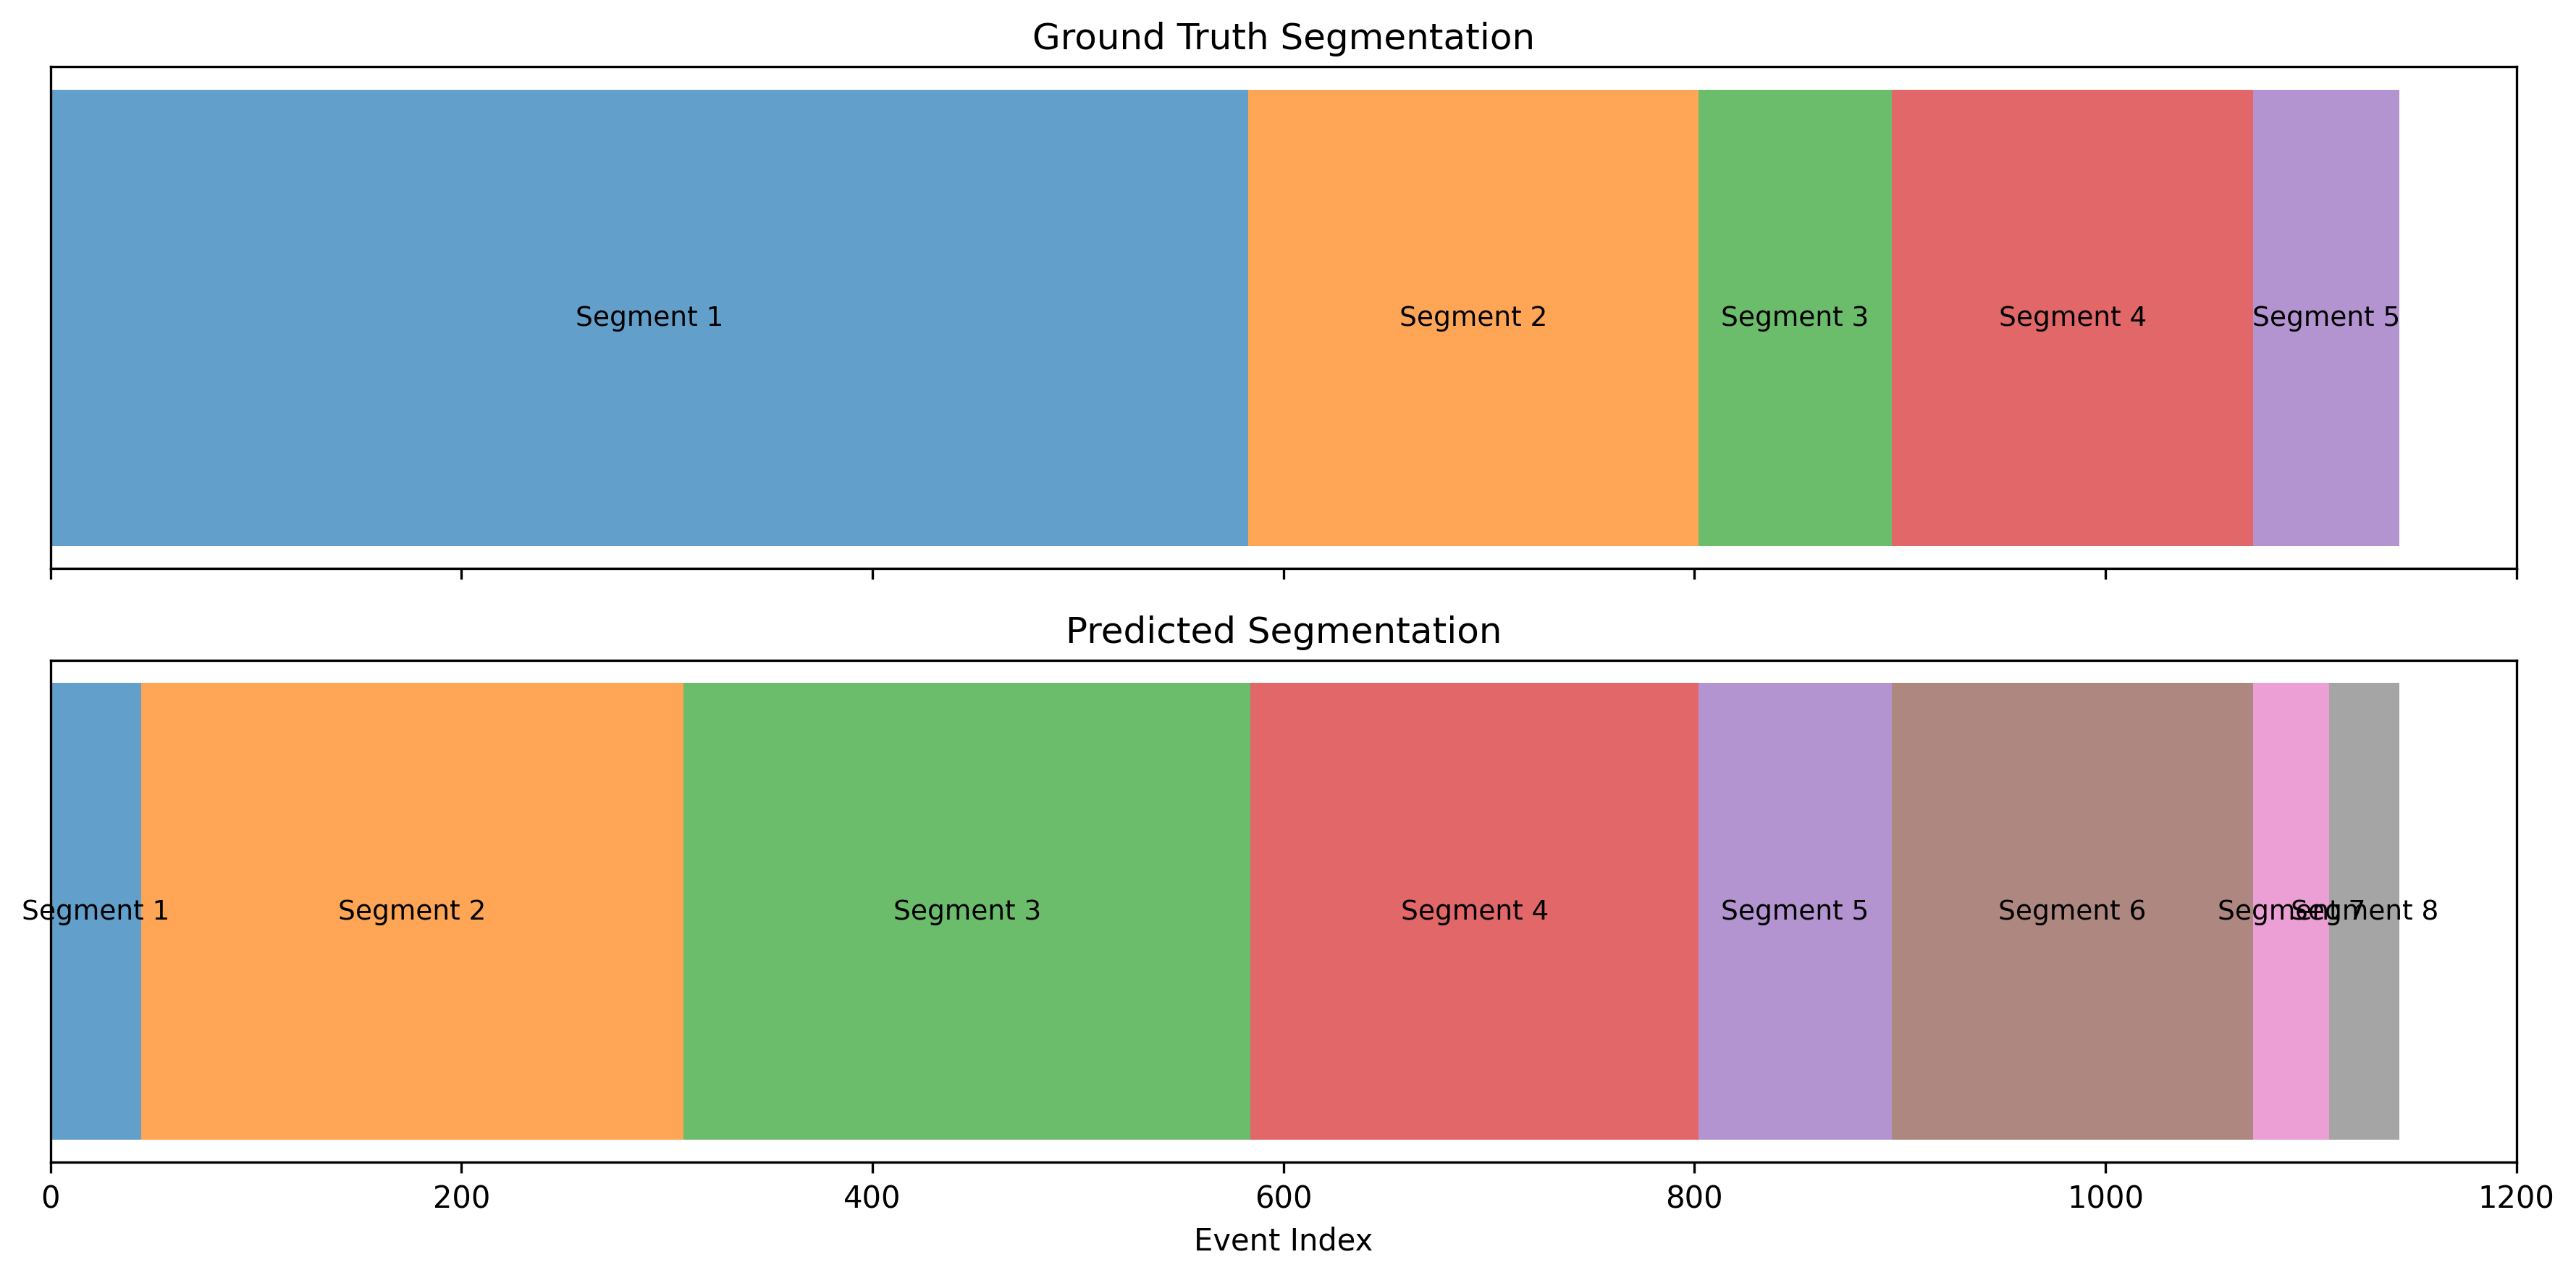 Ground Truth Segmentation
Segment 1 Segment 2 Segment 3 Segment 4 Segment 5
Predicted Segmentation
Segment 1 Segment 2 Segment 3 Segment 4 Segment 5 Segment 6 Segment 7 Segment 8
0 200 400 600 800 1000 1200
Event Index